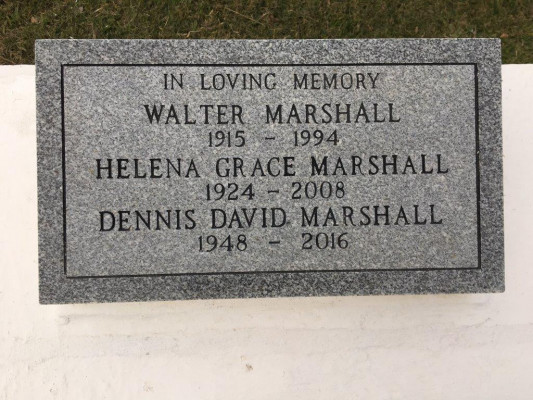 IN LOVING MEMORY
WALTER MARSHALL
1915 - 1994
HELENA GRACE MARSHALL
1924 - 2008
DENNIS DAVID MARSHALL
1948 - 2016